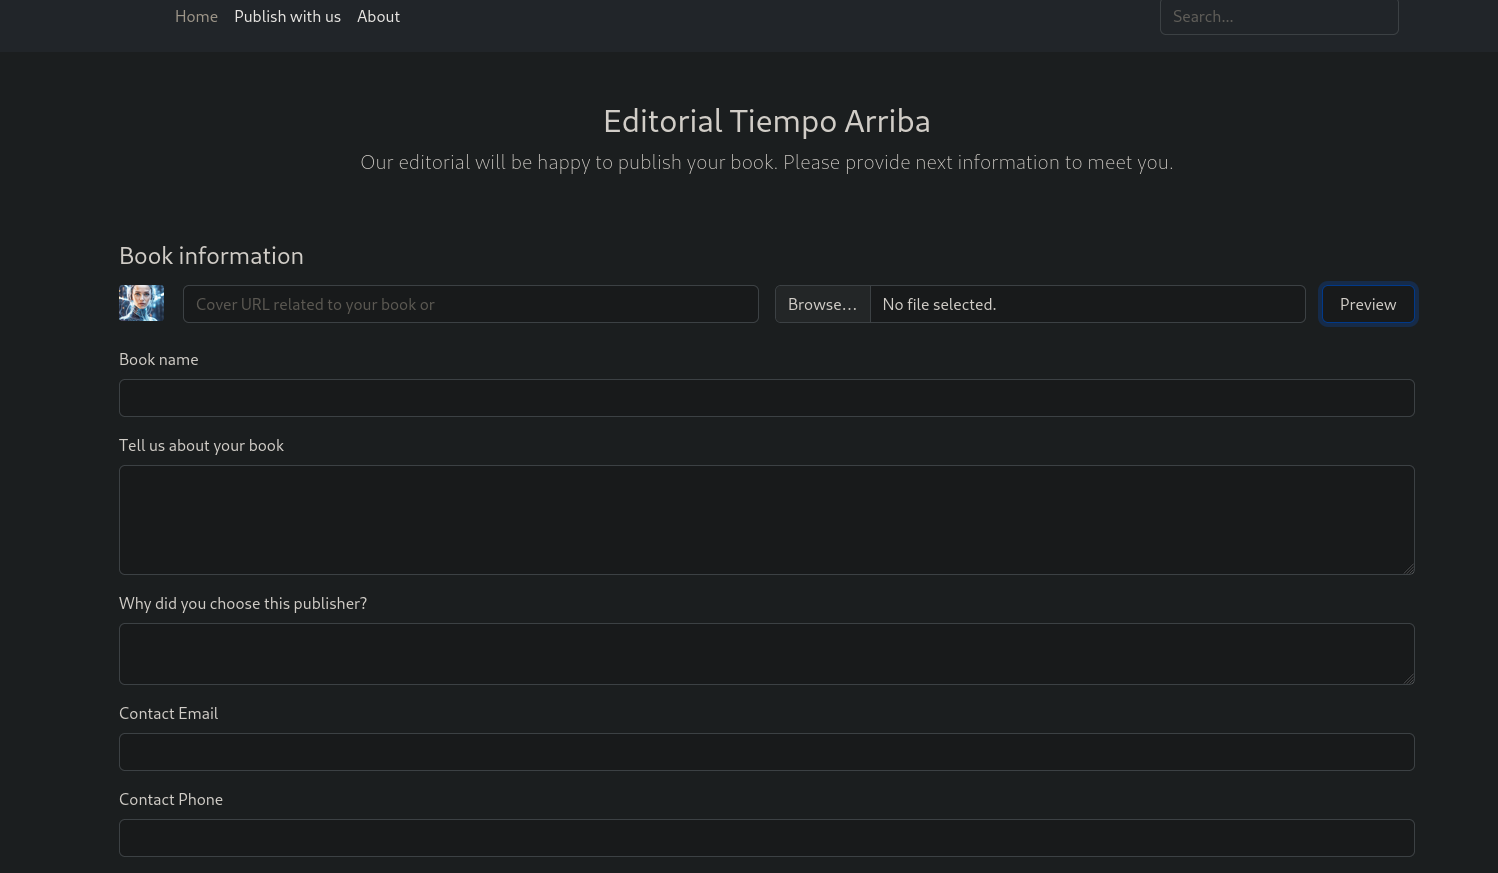 Home Publish with us About Search...
Editorial Tiempo Arriba
Our editorial will be happy to publish your book. Please provide next information to meet you.
Book information
Cover URL related to your book or Browse... No file selected. Preview
Book name
Tell us about your book
Why did you choose this publisher?
Contact Email
Contact Phone